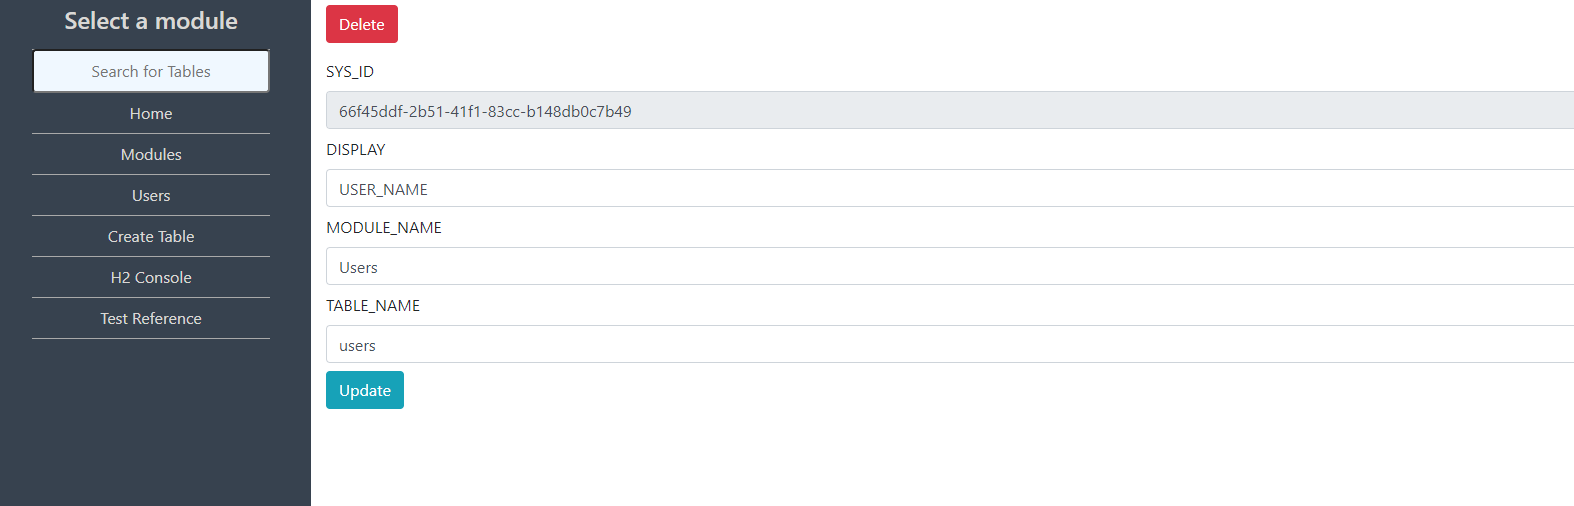 Select a module
Search for Tables
Home
Modules
Users
Create Table
H2 Console
Test Reference
Delete
SYS_ID
66f45ddf-2b51-41f1-83cc-b148db0c7b49
DISPLAY
USER_NAME
MODULE_NAME
Users
TABLE_NAME
users
Update